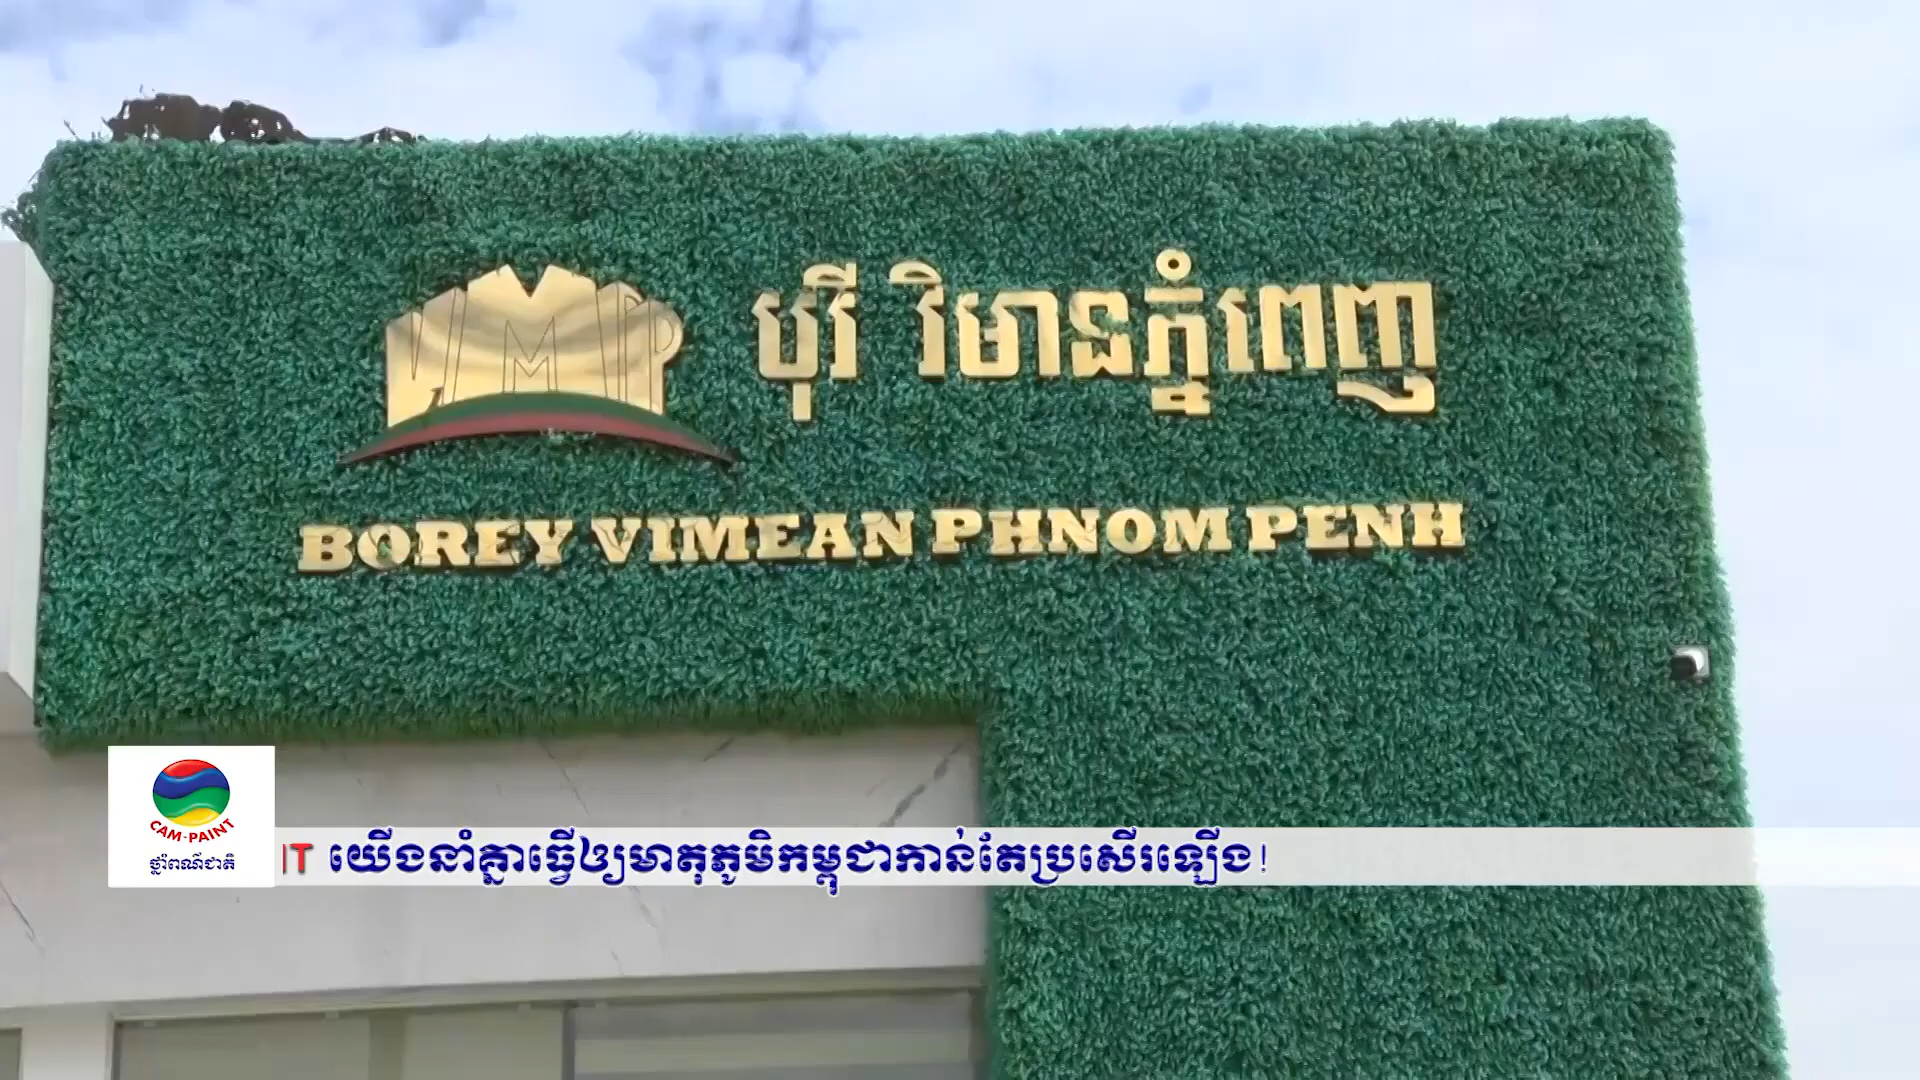 VMPP
បុរី វិមានភ្នំពេញ
BOREY VIMEAN PHNOM PENH
CAM-PAINT
ថ្នាំពណ៌ជាតិ
យើងនាំគ្នាធ្វើឲ្យមាតុភូមិកម្ពុជាកាន់តែប្រសើរឡើង!